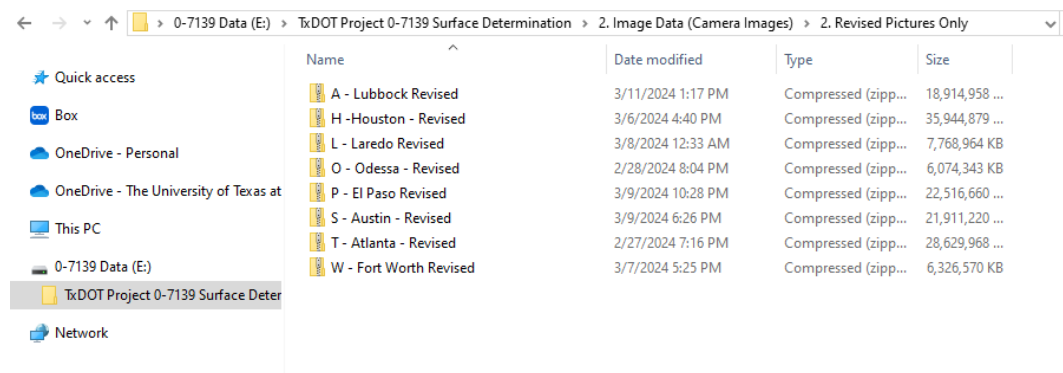 0-7139 Data (E:) > TxDOT Project 0-7139 Surface Determination > 2. Image Data (Camera Images) > 2. Revised Pictures Only
Name Date modified Type Size
Quick access
box Box
OneDrive - Personal
OneDrive - The University of Texas at
This PC
0-7139 Data (E:)
TxDOT Project 0-7139 Surface Deter
Network
A - Lubbock Revised 3/11/2024 1:17 PM Compressed (zipp... 18,914,958 ...
H -Houston - Revised 3/6/2024 4:40 PM Compressed (zipp... 35,944,879 ...
L - Laredo Revised 3/8/2024 12:33 AM Compressed (zipp... 7,768,964 KB
O - Odessa - Revised 2/28/2024 8:04 PM Compressed (zipp... 6,074,343 KB
P - El Paso Revised 3/9/2024 10:28 PM Compressed (zipp... 22,516,660 ...
S - Austin - Revised 3/9/2024 6:26 PM Compressed (zipp... 21,911,220 ...
T - Atlanta - Revised 2/27/2024 7:16 PM Compressed (zipp... 28,629,968 ...
W - Fort Worth Revised 3/7/2024 5:25 PM Compressed (zipp... 6,326,570 KB